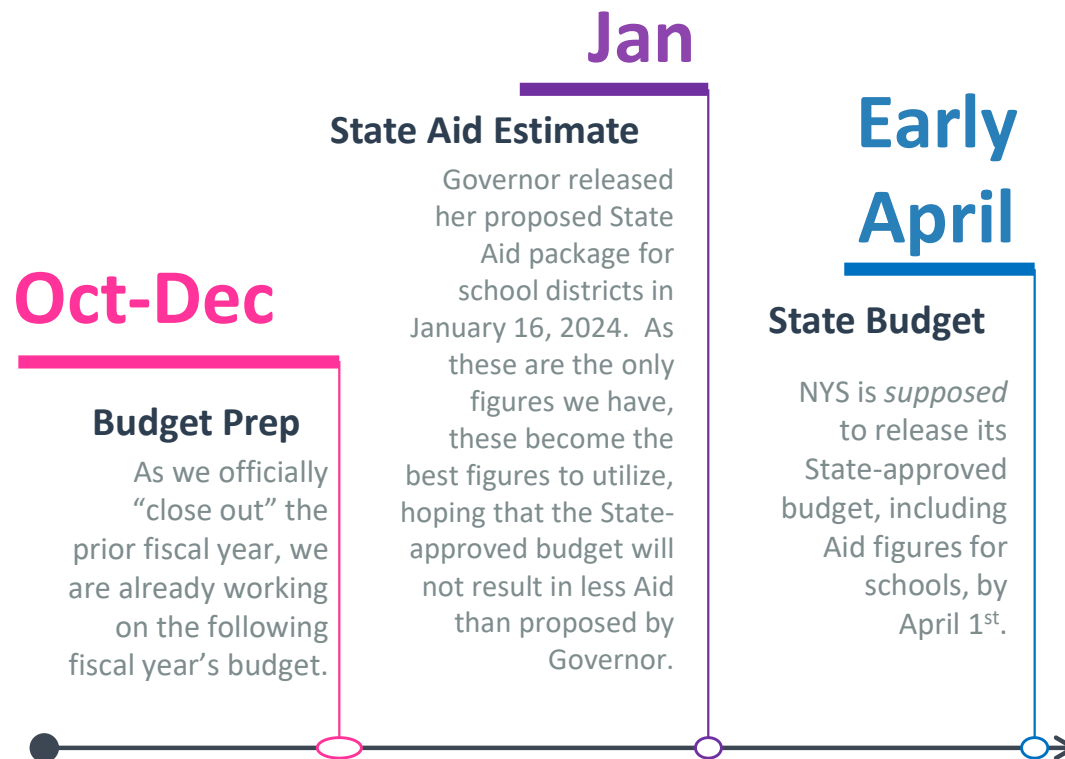 Oct-Dec
Budget Prep
As we officially
“close out” the
prior fiscal year, we
are already working
on the following
fiscal year’s budget.
Jan
State Aid Estimate
Governor released
her proposed State
Aid package for
school districts in
January 16, 2024.  As
these are the only
figures we have,
these become the
best figures to utilize,
hoping that the State-
approved budget will
not result in less Aid
than proposed by
Governor.
Early
April
State Budget
NYS is supposed
to release its
State-approved
budget, including
Aid figures for
schools, by
April 1st.